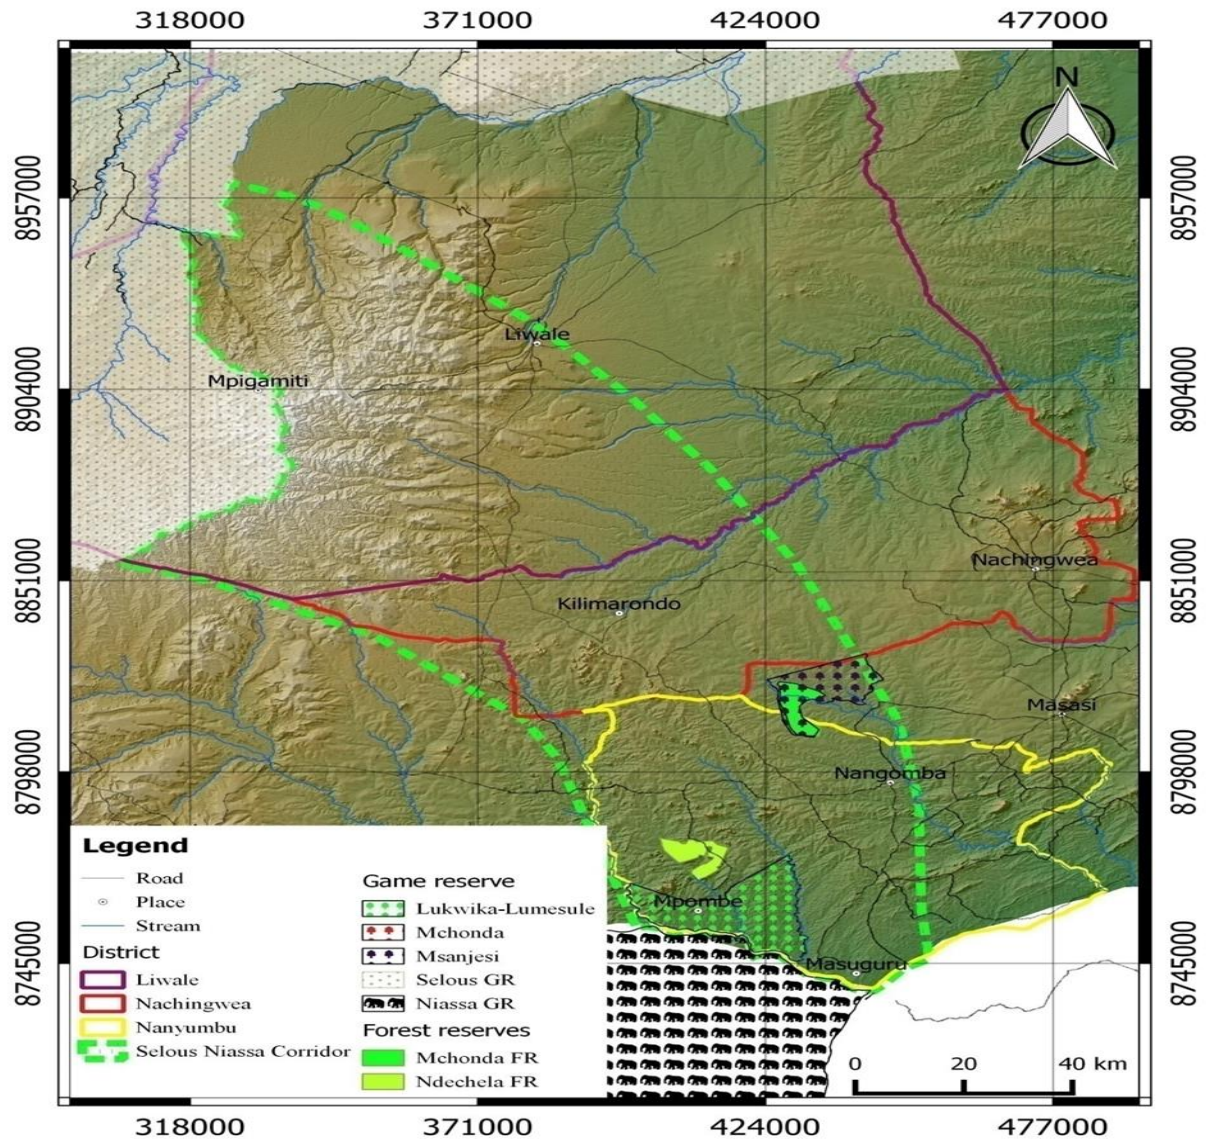 318000 371000 424000 477000
N
8957000 8957000
Liwale
Mpigamiti
8904000 8904000
Nachingwea
8851000 8851000
Kilimarondo
Masasi
Nangomba
8798000 8798000
Mpombe
Masuguru
8745000 8745000
Legend
Road
Place
Stream
District
Liwale
Nachingwea
Nanyumbu
Selous Niassa Corridor
Game reserve
Lukwika-Lumesule
Mchonda
Msanjesi
Selous GR
Niassa GR
Forest reserves
Mchonda FR
Ndechela FR
0 20 40 km
318000 371000 424000 477000